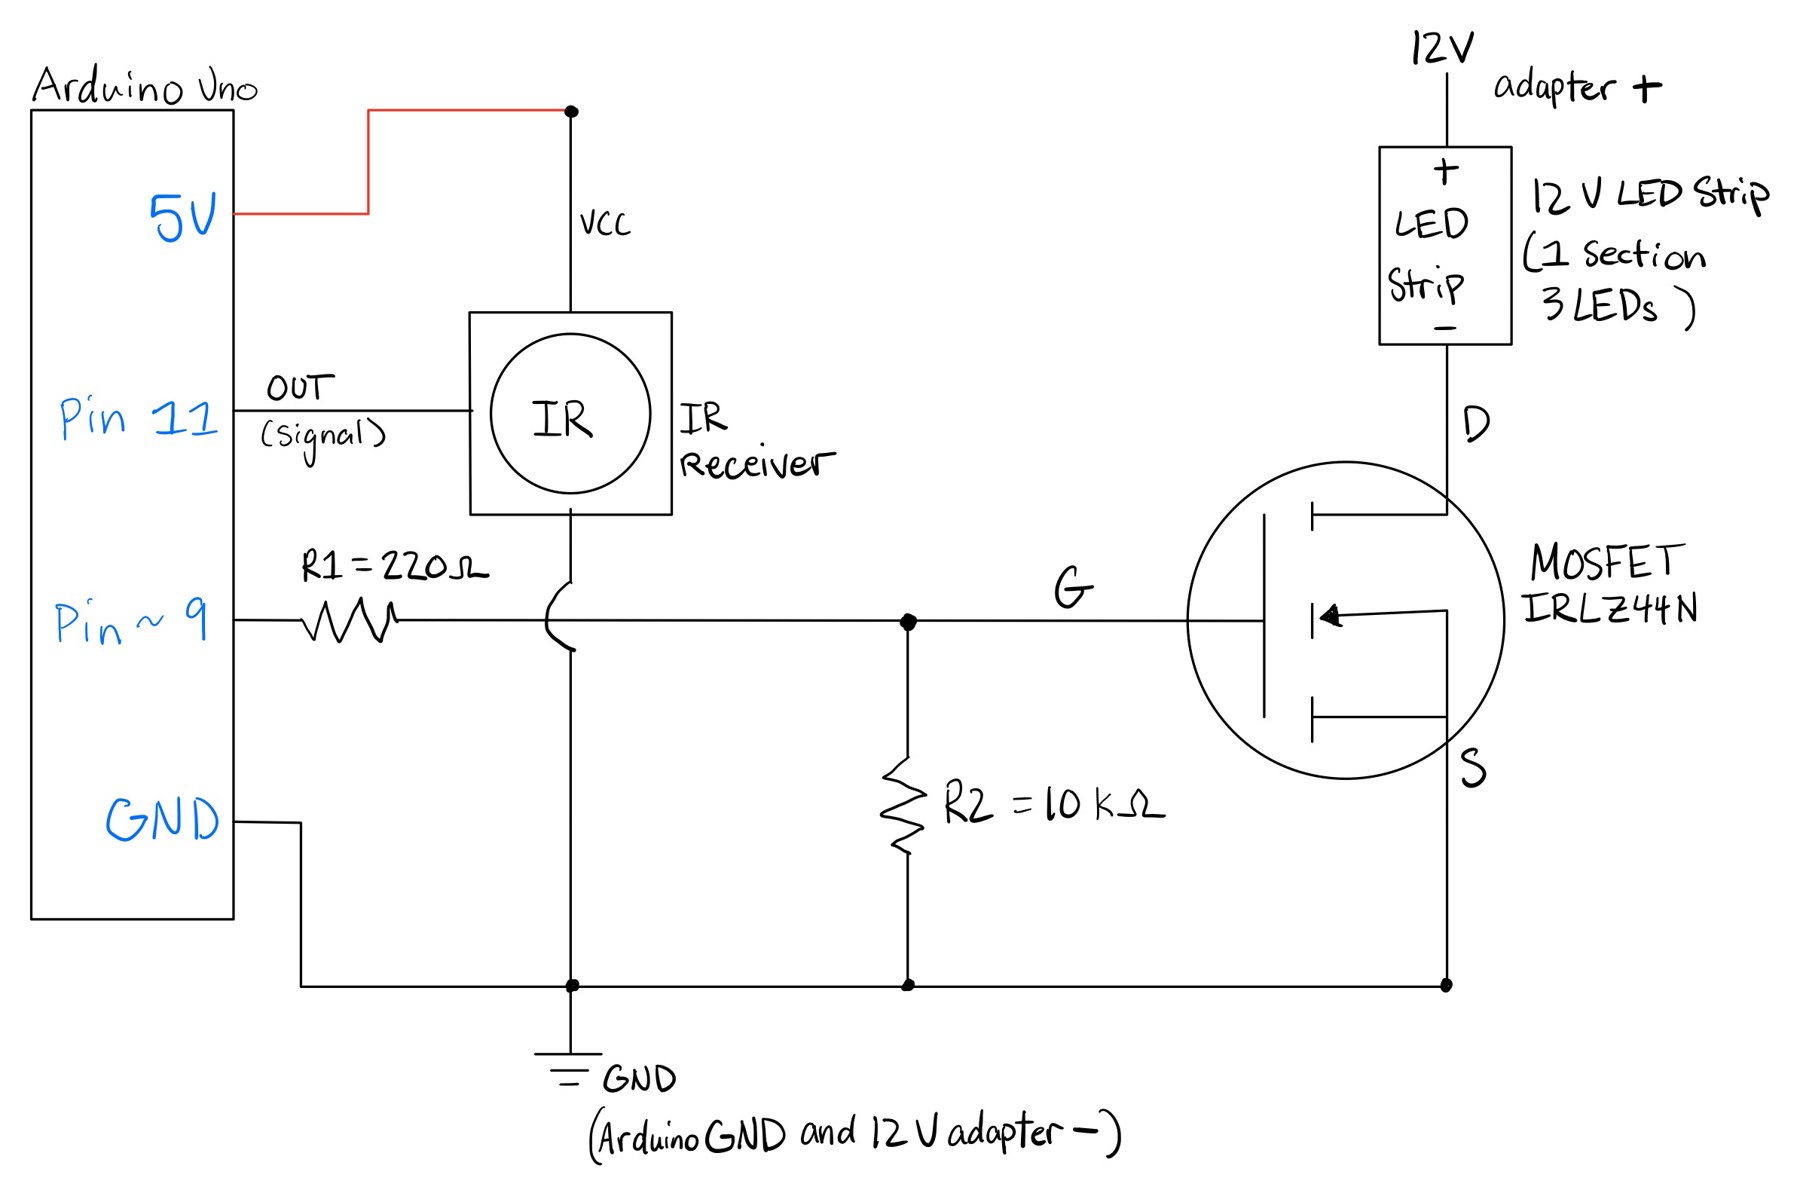 Arduino Uno
5V
Pin 11
Pin ~ 9
GND
VCC
OUT
(signal)
IR
IR
Receiver
R1 = 220Ω
G
R2 = 10 kΩ
12V
adapter +
+
LED
Strip
-
12 V LED Strip
(1 section
3 LEDs )
D
MOSFET
IRLZ44N
S
GND
(Arduino GND and 12 V adapter -)